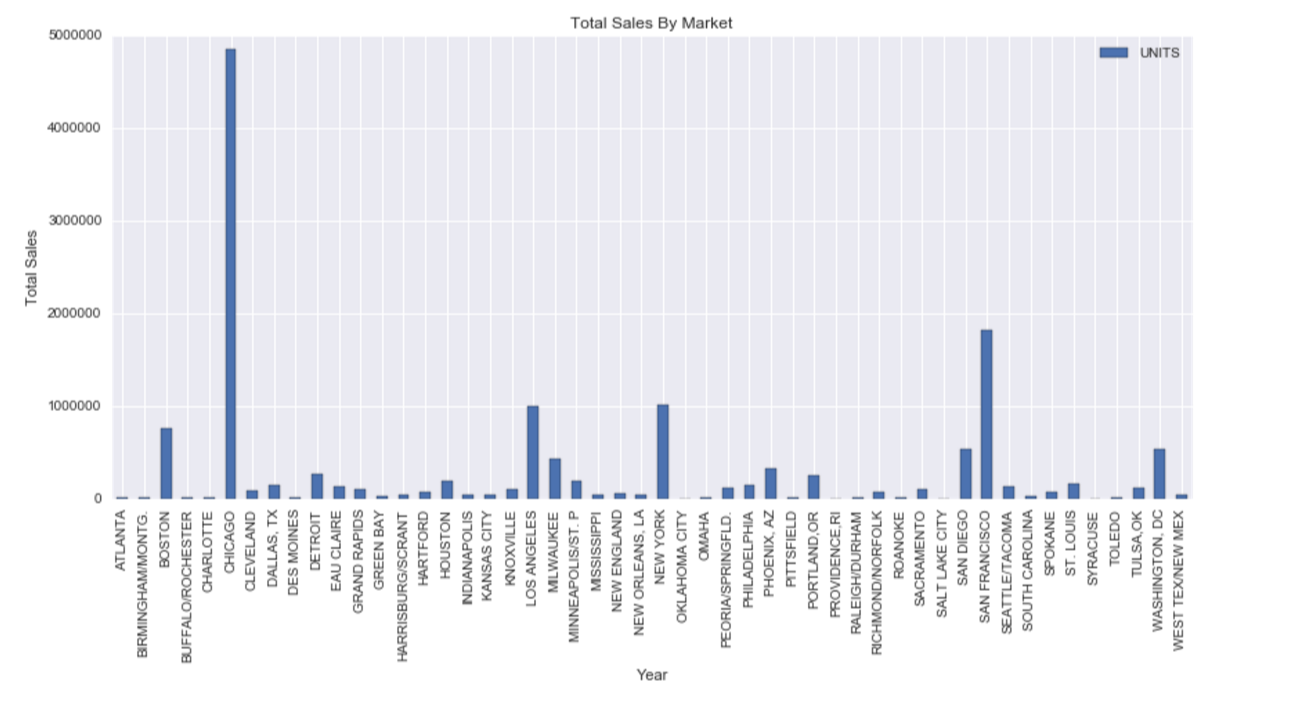 Total Sales By Market
UNITS
Total Sales
5000000
4000000
3000000
2000000
1000000
0
ATLANTA
BIRMINGHAM/MONTG.
BOSTON
BUFFALO/ROCHESTER
CHARLOTTE
CHICAGO
CLEVELAND
DALLAS, TX
DES MOINES
DETROIT
EAU CLAIRE
GRAND RAPIDS
GREEN BAY
HARRISBURG/SCRANT
HARTFORD
HOUSTON
INDIANAPOLIS
KANSAS CITY
KNOXVILLE
LOS ANGELES
MILWAUKEE
MINNEAPOLIS/ST. P
MISSISSIPPI
NEW ENGLAND
NEW ORLEANS, LA
NEW YORK
OKLAHOMA CITY
OMAHA
PEORIA/SPRINGFLD.
PHILADELPHIA
PHOENIX, AZ
PITTSFIELD
PORTLAND,OR
PROVIDENCE,RI
RALEIGH/DURHAM
RICHMOND/NORFOLK
ROANOKE
SACRAMENTO
SALT LAKE CITY
SAN DIEGO
SAN FRANCISCO
SEATTLE/TACOMA
SOUTH CAROLINA
SPOKANE
ST. LOUIS
SYRACUSE
TOLEDO
TULSA,OK
WASHINGTON, DC
WEST TEX/NEW MEX
Year